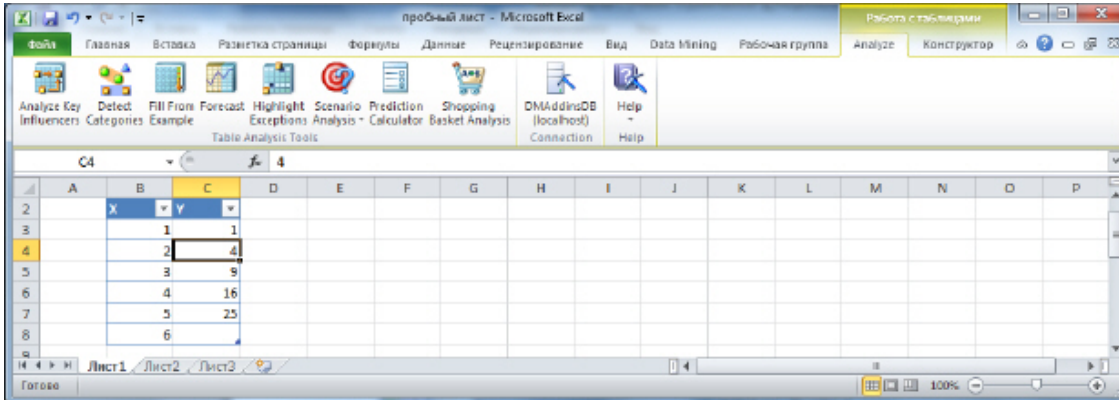 пробный лист - Microsoft Excel
Работа с таблицами
Файл Главная Вставка Разметка страницы Формулы Данные Рецензирование Вид Data Mining Рабочая группа Analyze Конструктор
Analyze Key Detect Fill From Forecast Highlight Scenario Prediction Shopping DMAddinsDB Help
Influencers Categories Example Exceptions Analysis Calculator Basket Analysis (localhost)
Table Analysis Tools Connection Help
C4 fx 4
A B C D E F G H I J K L M N O P
2 X Y
3 1 1
4 2 4
5 3 9
6 4 16
7 5 25
8 6
9
Лист1 Лист2 Лист3
Готово 100%